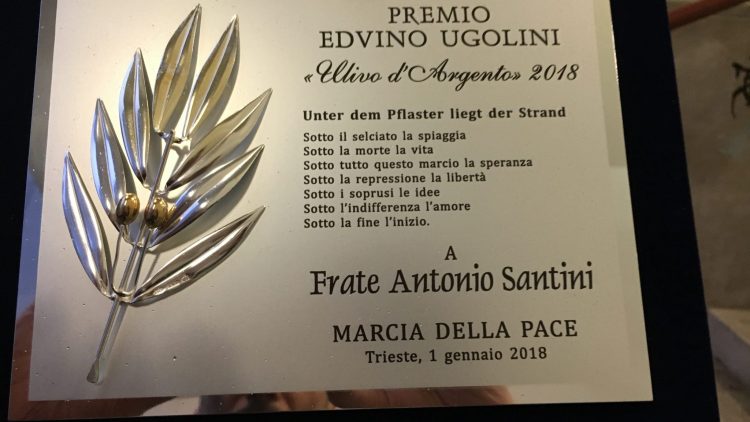 PREMIO
EDVINO UGOLINI
«Ulivo d'Argento» 2018
Unter dem Pflaster liegt der Strand
Sotto il selciato la spiaggia
Sotto la morte la vita
Sotto tutto questo marcio la speranza
Sotto la repressione la libertà
Sotto i soprusi le idee
Sotto l'indifferenza l'amore
Sotto la fine l'inizio.
A
Frate Antonio Santini
MARCIA DELLA PACE
Trieste, 1 gennaio 2018